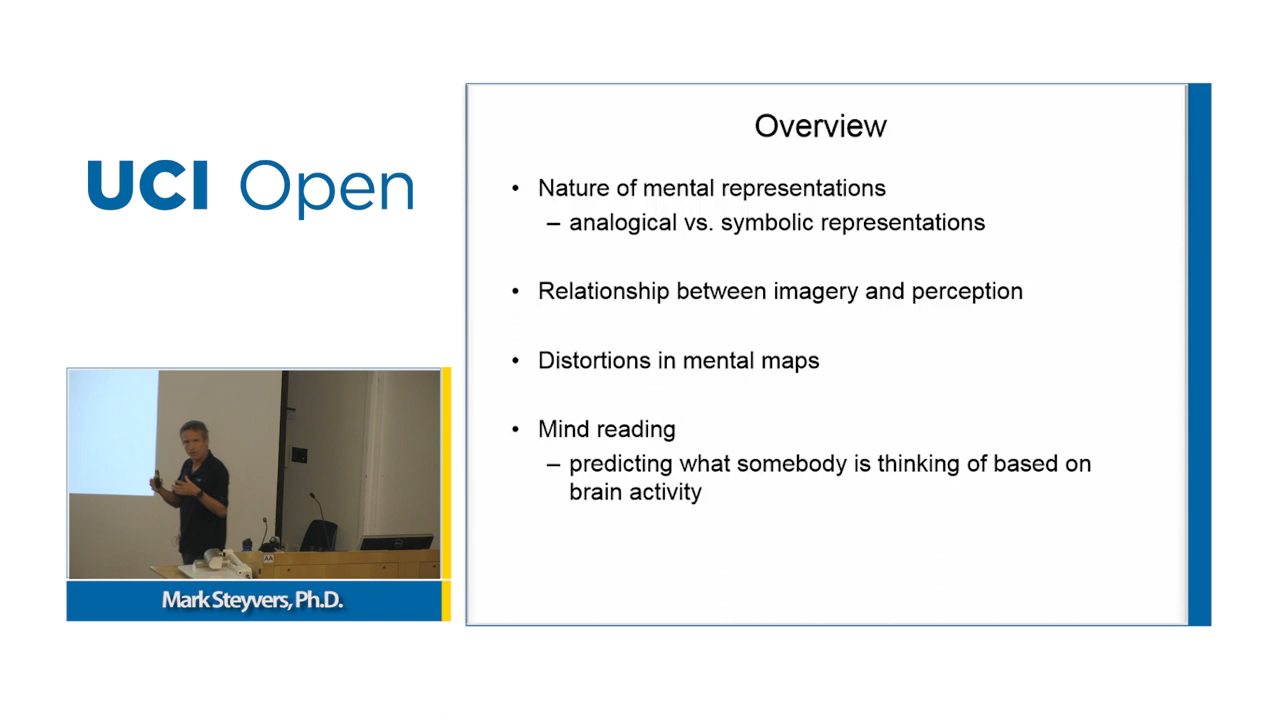 UCI Open
Overview
• Nature of mental representations
– analogical vs. symbolic representations
• Relationship between imagery and perception
• Distortions in mental maps
• Mind reading
– predicting what somebody is thinking of based on
brain activity
AA
Mark Steyvers, Ph.D.